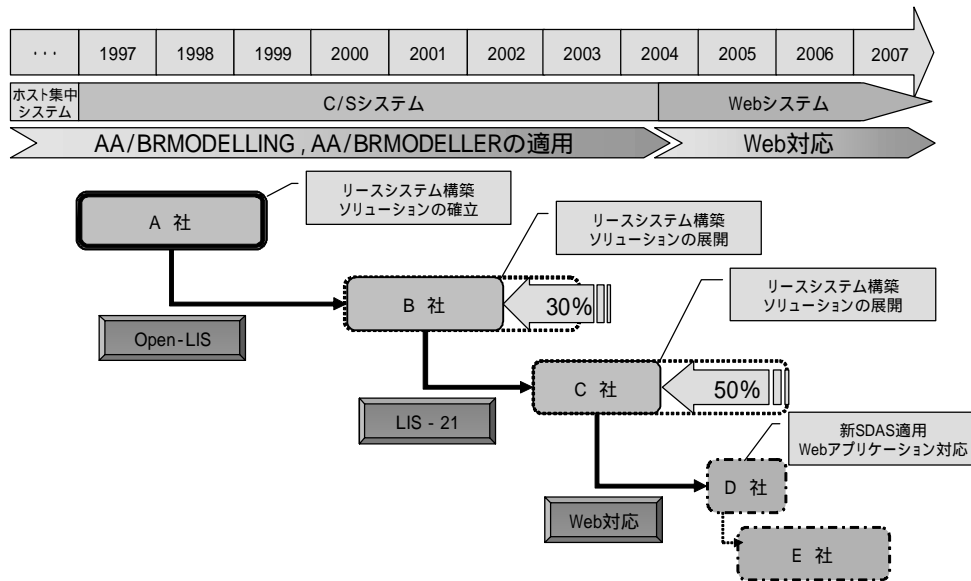 ･･･ 1997 1998 1999 2000 2001 2002 2003 2004 2005 2006 2007
ホスト集中
システム
C/Sシステム
Webシステム
AA/BRMODELLING , AA/BRMODELLERの適用
Web対応
リースシステム構築
ソリューションの確立
A 社
リースシステム構築
ソリューションの展開
B 社
30%
Open-LIS
リースシステム構築
ソリューションの展開
C 社
50%
LIS - 21
新SDAS適用
Webアプリケーション対応
D 社
Web対応
E 社